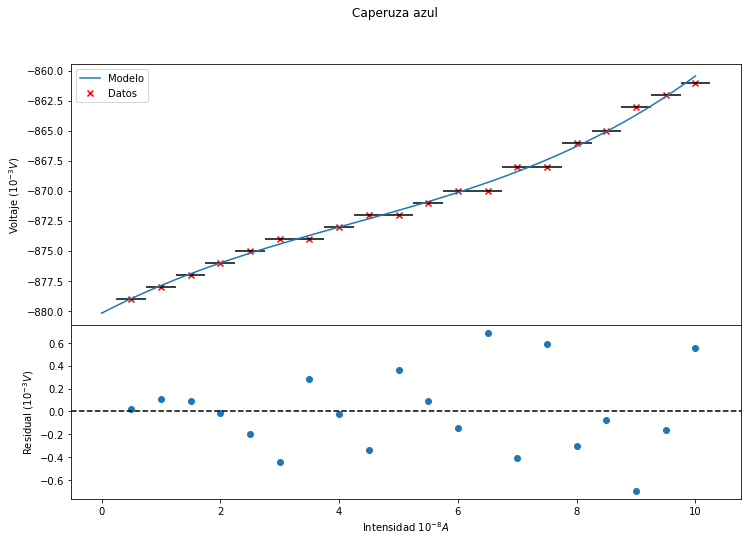 Caperuza azul
Modelo
Datos
Voltaje (10⁻³V)
−860.0
−862.5
−865.0
−867.5
−870.0
−872.5
−875.0
−877.5
−880.0
Residual (10⁻³V)
0.6
0.4
0.2
0.0
−0.2
−0.4
−0.6
0 2 4 6 8 10
Intensidad 10⁻⁸A